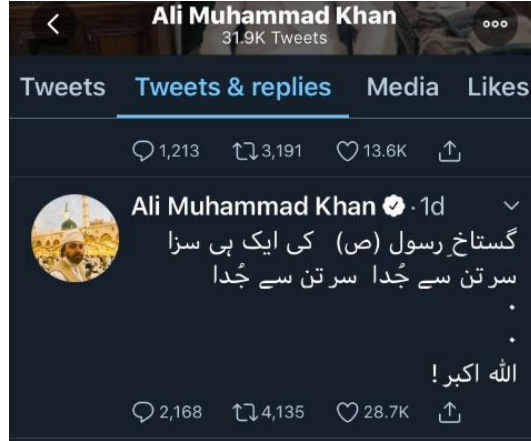 Ali Muhammad Khan
31.9K Tweets
Tweets Tweets & replies Media Likes
1,213 3,191 13.6K
Ali Muhammad Khan · 1d
گستاخِ رسول (ص) کی ایک ہی سزا
سر تن سے جُدا سر تن سے جُدا
.
.
الله اکبر !
2,168 4,135 28.7K